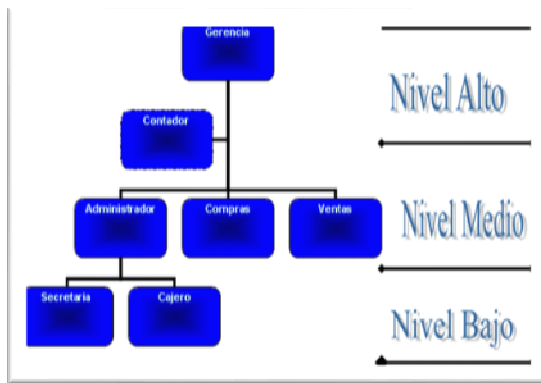 Gerencia
Nivel Alto
Contador
Administrador
Compras
Ventas
Nivel Medio
Secretaria
Cajero
Nivel Bajo